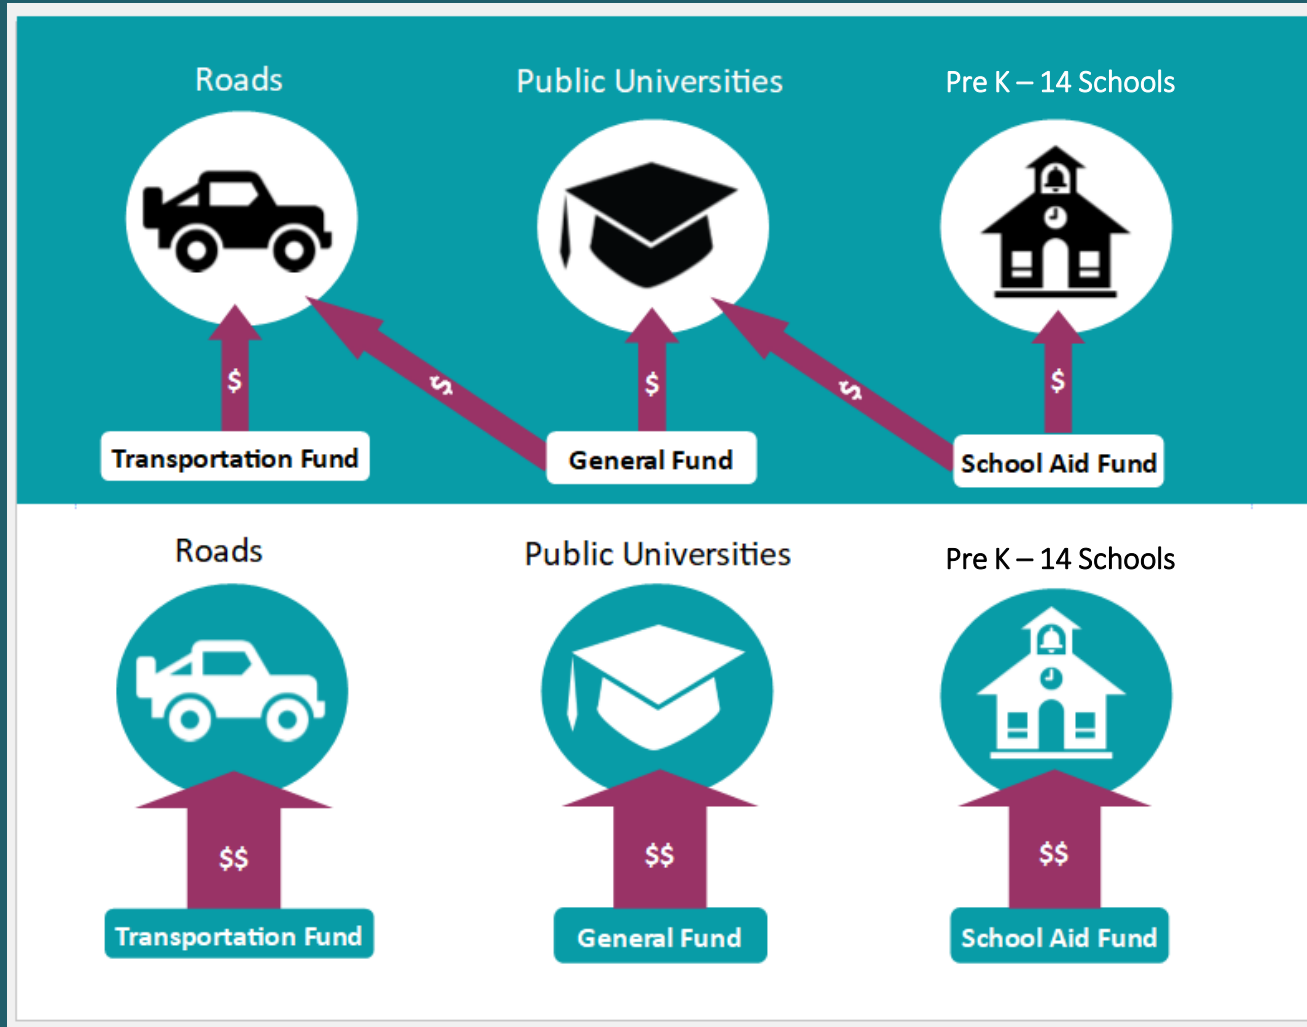 Roads
Public Universities
Pre K – 14 Schools
$
$
$
$
$
Transportation Fund
General Fund
School Aid Fund
Roads
Public Universities
Pre K – 14 Schools
$$
$$
$$
Transportation Fund
General Fund
School Aid Fund